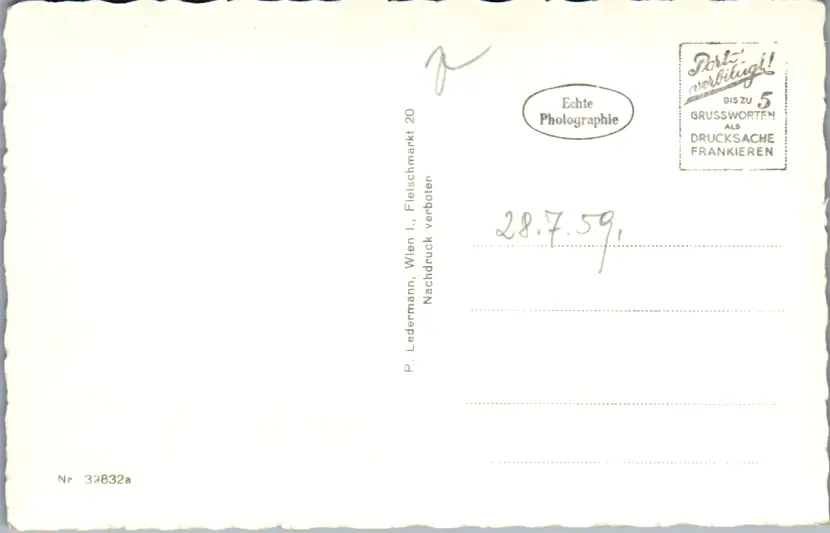 Echte
Photographie
Porto
verbilligt!
BIS ZU 5
GRUSSWORTEN
ALS
DRUCKSACHE
FRANKIEREN
P. Ledermann, Wien I., Fleischmarkt 20
Nachdruck verboten
28.7.59.
Nr 39832a